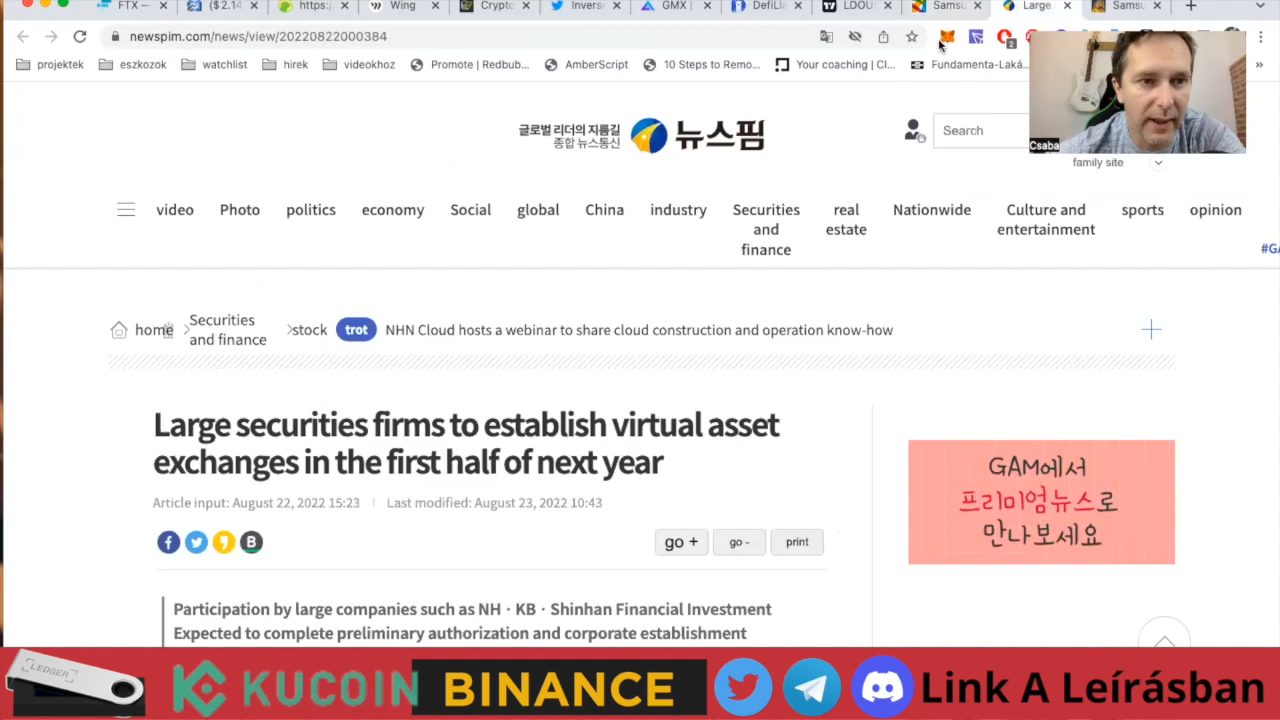 FTX —
($ 2.14
https:
Wing
Crypto
Inverse
GMX |
DefiLla
LDOU
Samsu
Large
Samsu
newspim.com/news/view/20220822000384
2
projektek
eszkozok
watchlist
hirek
videokhoz
Promote | Redbub...
AmberScript
10 Steps to Remo...
Your coaching | Cl...
Fundamenta-Laká...
»
글로벌 리더의 지름길
종합 뉴스통신
뉴스핌
Search
Csaba
family site
video
Photo
politics
economy
Social
global
China
industry
Securities
and
finance
real
estate
Nationwide
Culture and
entertainment
sports
opinion
#GA
home
Securities
and finance
stock
trot
NHN Cloud hosts a webinar to share cloud construction and operation know-how
Large securities firms to establish virtual asset
exchanges in the first half of next year
Article input: August 22, 2022 15:23
Last modified: August 23, 2022 10:43
B
go +
go -
print
GAM에서
프리미엄뉴스로
만나보세요
Participation by large companies such as NH · KB · Shinhan Financial Investment
Expected to complete preliminary authorization and corporate establishment
LEDGER
KUCOIN
BINANCE
Link A Leírásban